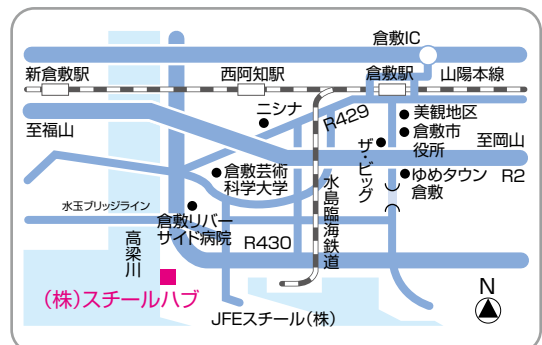 倉敷IC
新倉敷駅
西阿知駅
倉敷駅
山陽本線
ニシナ
R429
美観地区
倉敷市
役所
至福山
ザ・ビッグ
至岡山
倉敷芸術
科学大学
ゆめタウン
倉敷
R2
水玉ブリッジライン
倉敷リバー
サイド病院
水島臨海鉄道
高梁川
R430
(株)スチールハブ
JFEスチール(株)
N